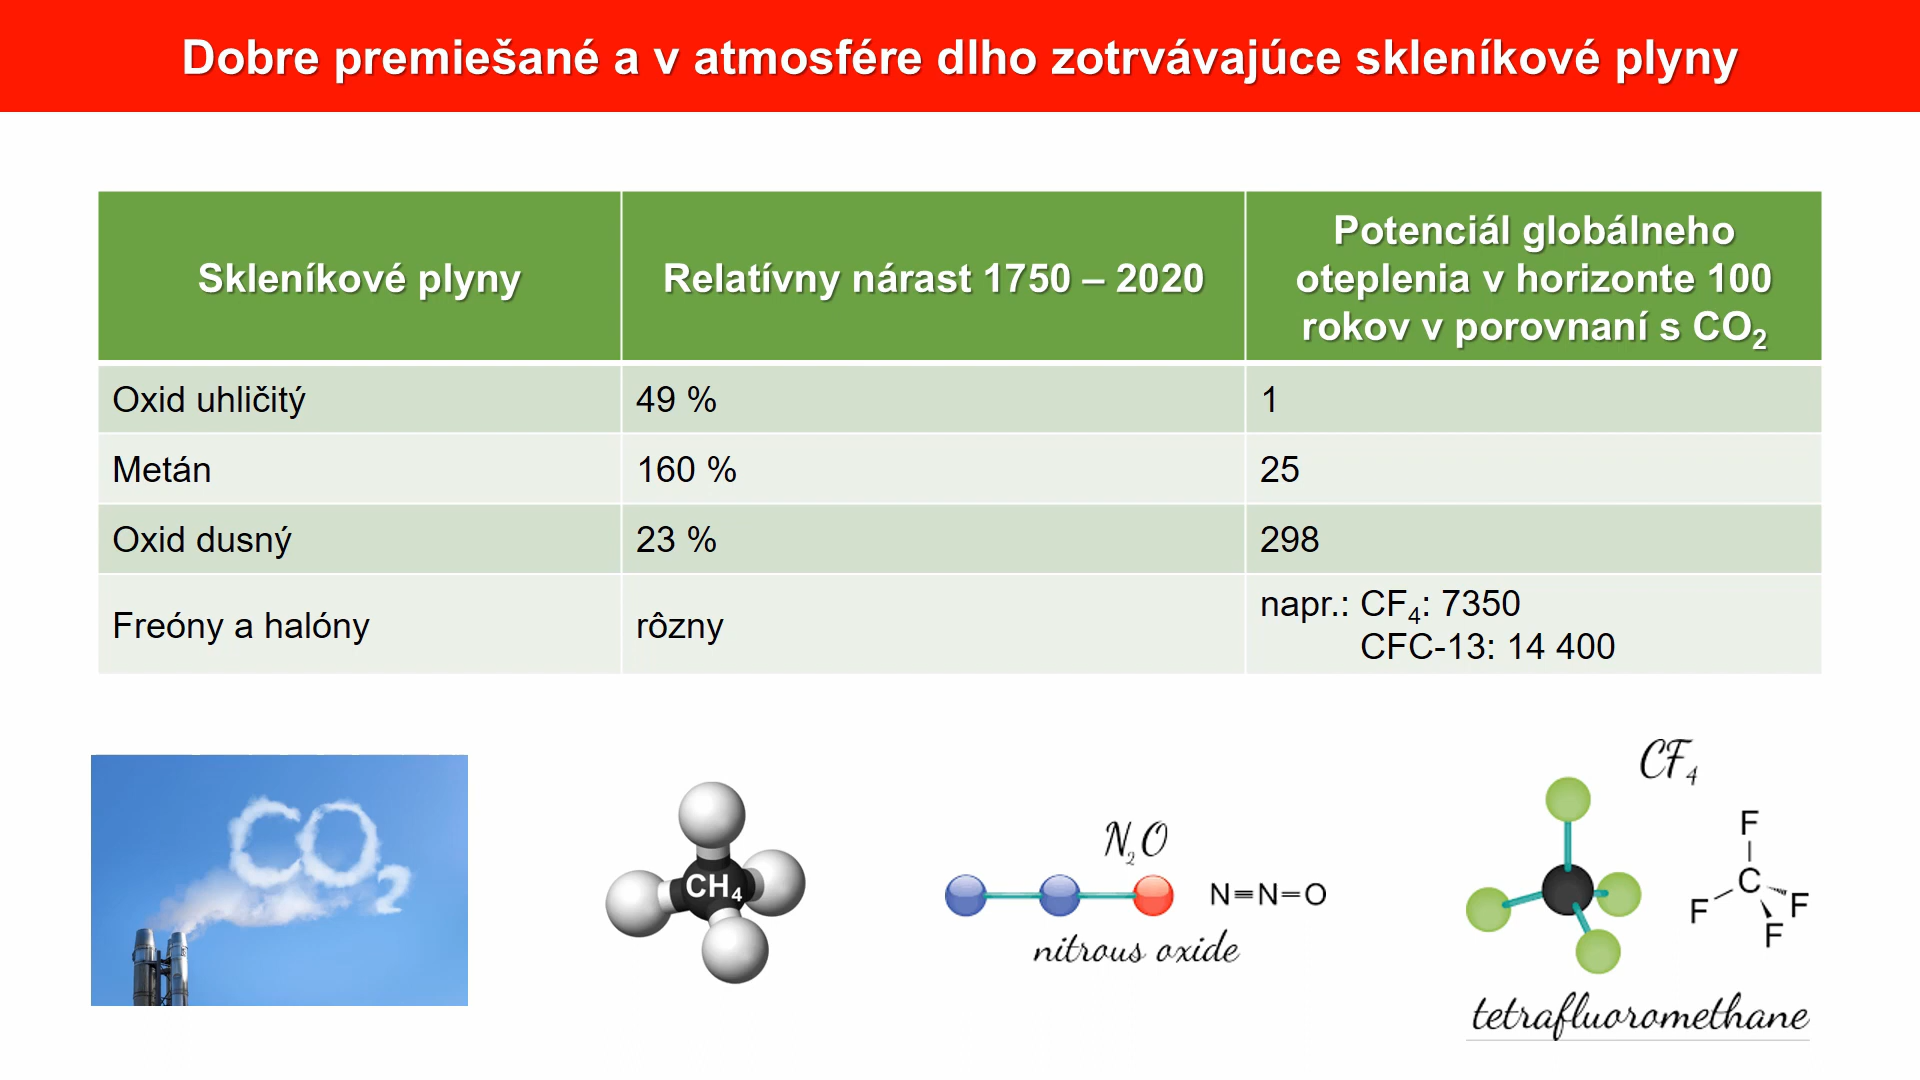 Dobre premiešané a v atmosfére dlho zotrvávajúce skleníkové plyny
Skleníkové plyny
Relatívny nárast 1750 – 2020
Potenciál globálneho
oteplenia v horizonte 100
rokov v porovnaní s CO₂
Oxid uhličitý
49 %
1
Metán
160 %
25
Oxid dusný
23 %
298
Freóny a halóny
rôzny
napr.: CF₄: 7350
CFC-13: 14 400
CO₂
CH₄
N₂O
N≡N=O
nitrous oxide
CF₄
F
C
F
F
F
tetrafluoromethane